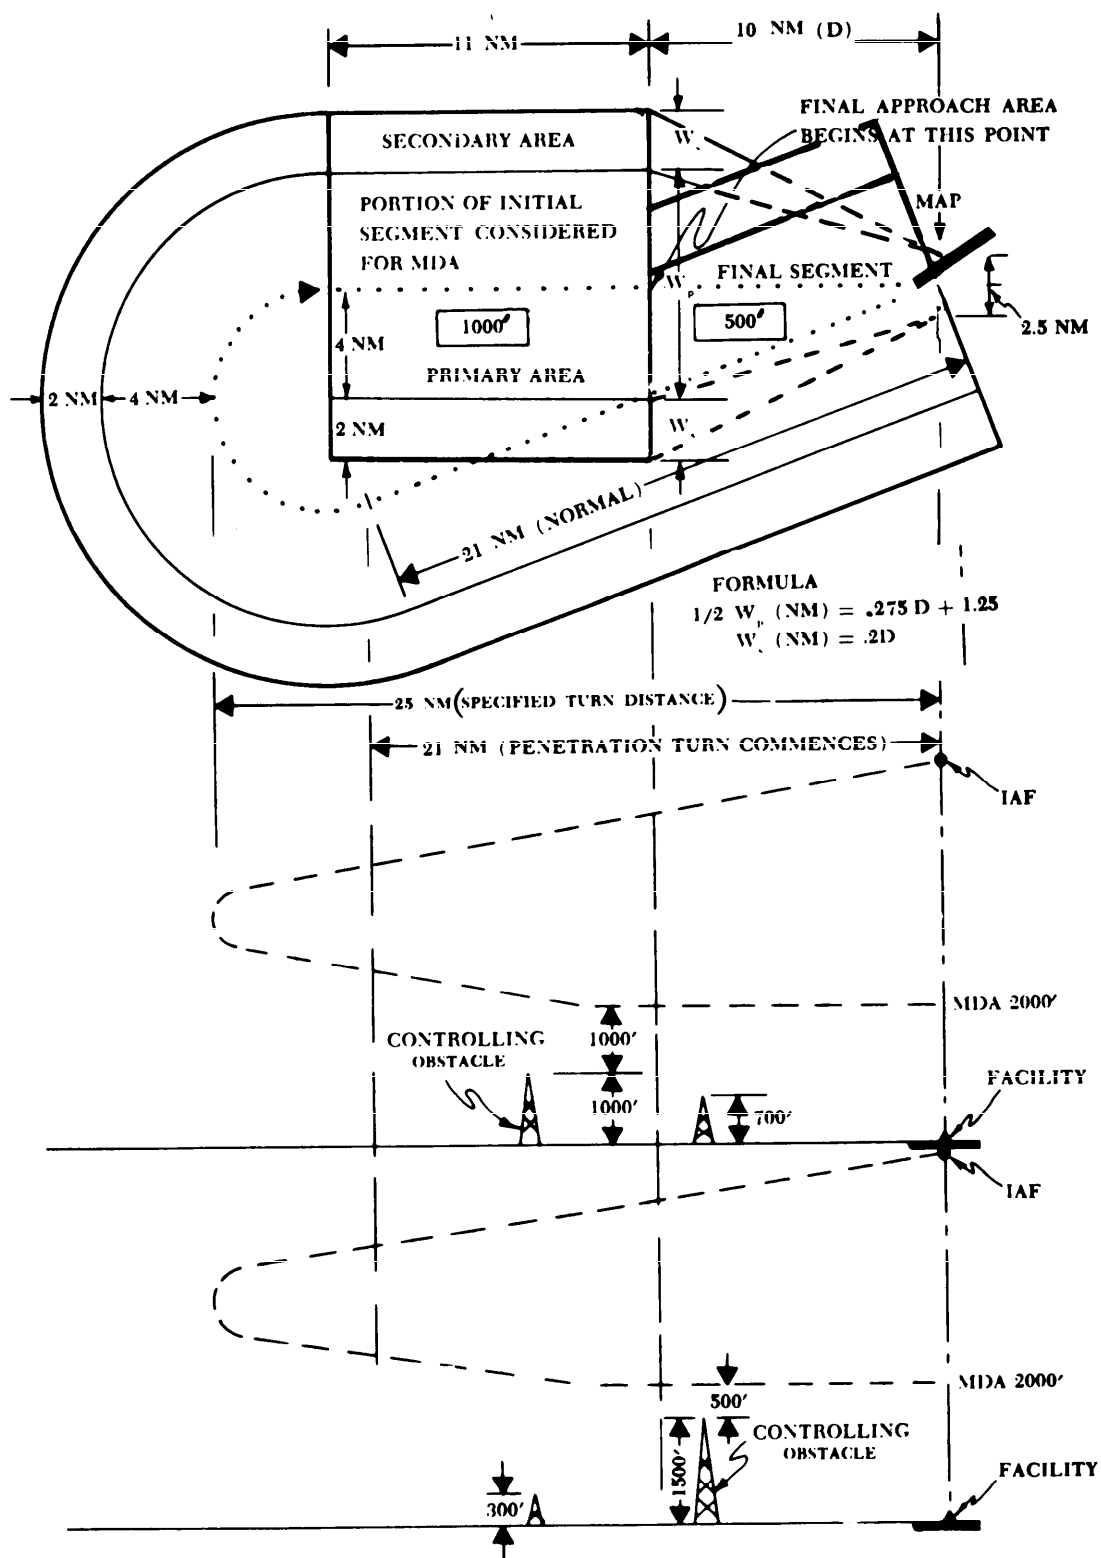 11 NM
10 NM (D)
FINAL APPROACH AREA
BEGINS AT THIS POINT
SECONDARY AREA
W
PORTION OF INITIAL
SEGMENT CONSIDERED
FOR MDA
MAP
FINAL SEGMENT
Wp
1000'
500'
2.5 NM
4 NM
PRIMARY AREA
2 NM
4 NM
2 NM
W
21 NM (NORMAL)
FORMULA
1/2 Wp (NM) = .275 D + 1.25
W (NM) = .2D
25 NM (SPECIFIED TURN DISTANCE)
21 NM (PENETRATION TURN COMMENCES)
IAF
MDA 2000'
CONTROLLING
OBSTACLE
1000'
1000'
700'
FACILITY
IAF
MDA 2000'
500'
CONTROLLING
OBSTACLE
1500'
300'
FACILITY